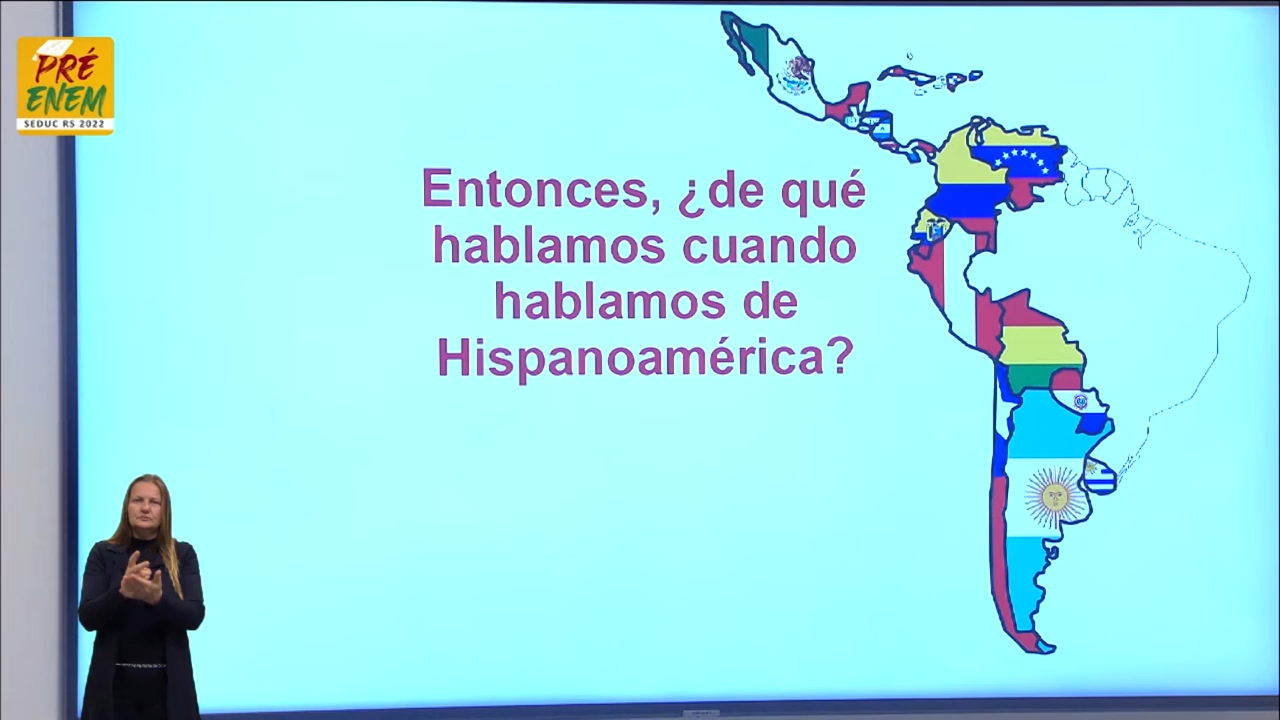 PRÉ
ENEM
SEDUC RS 2022
Entonces, ¿de qué
hablamos cuando
hablamos de
Hispanoamérica?